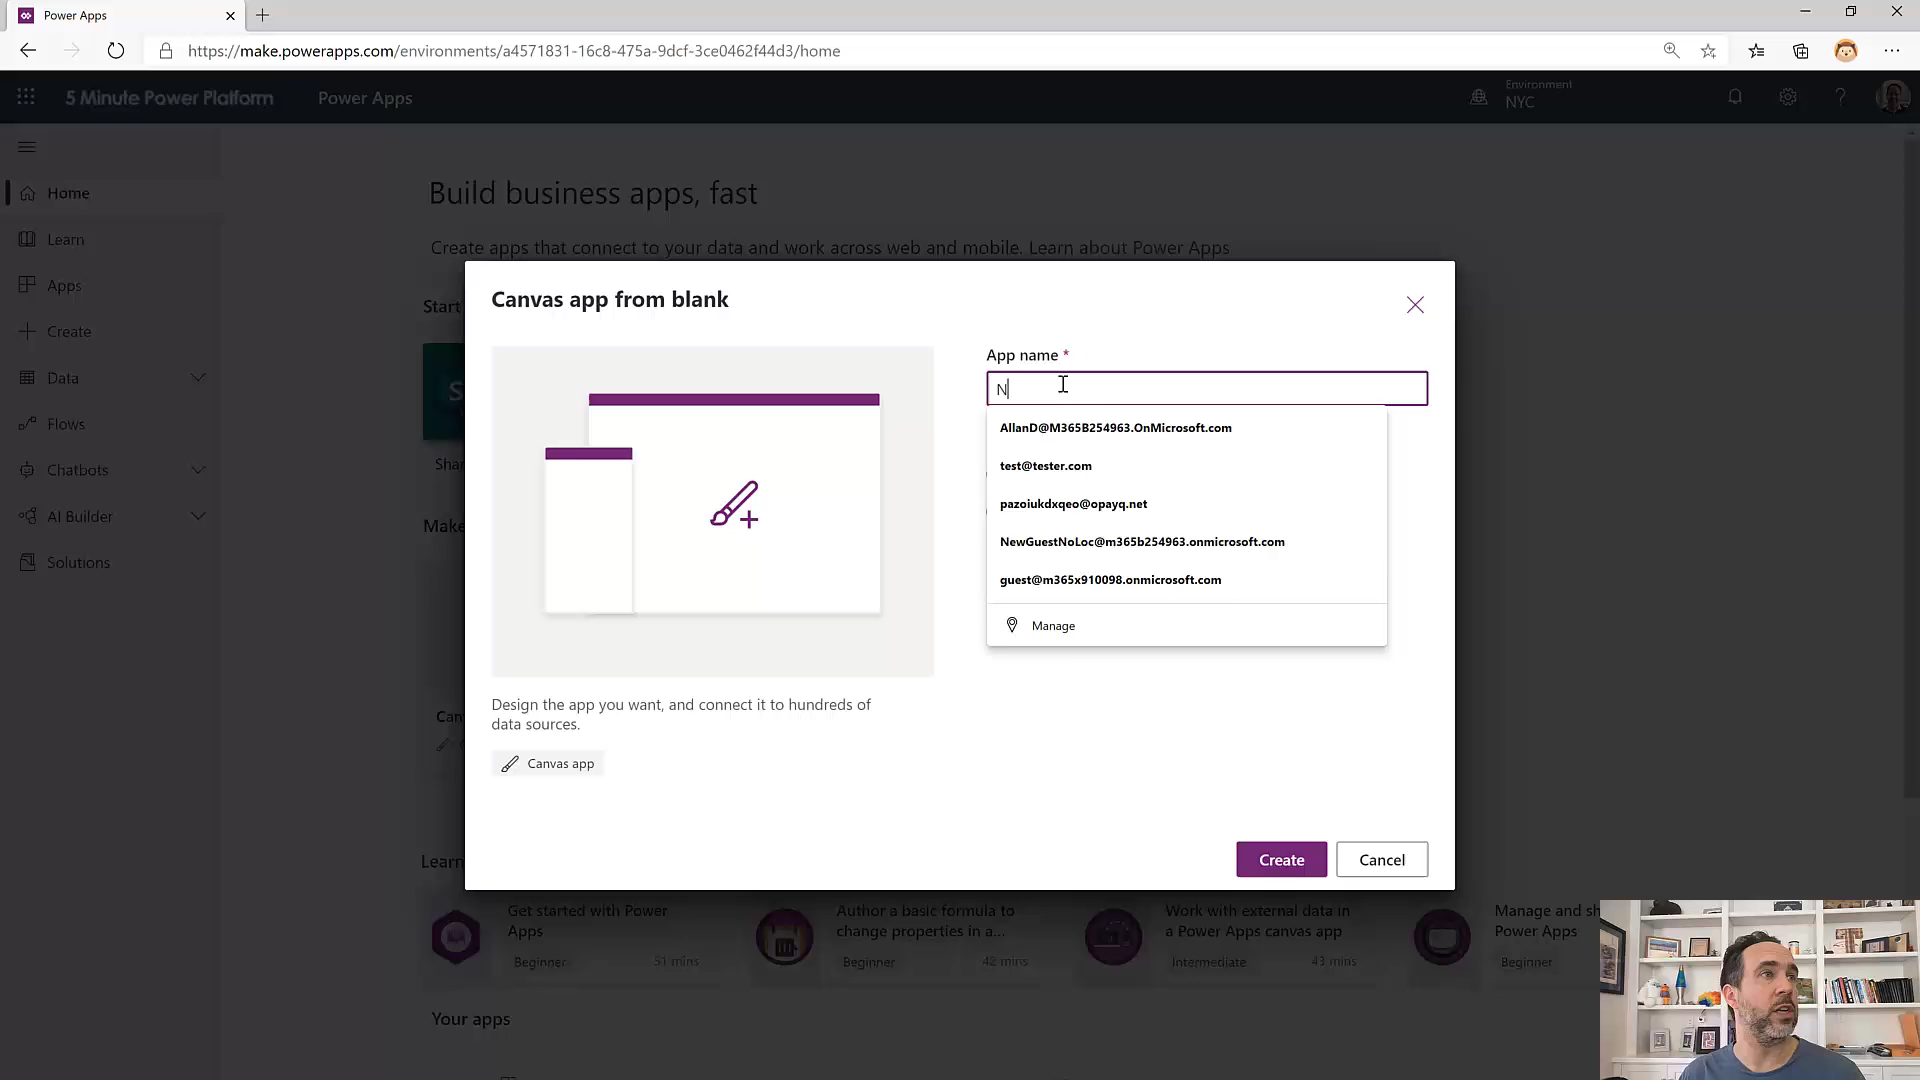 Power Apps
https://make.powerapps.com/environments/a4571831-16c8-475a-9dcf-3ce0462f44d3/home
5 Minute Power Platform
Power Apps
Environment
NYC
Home
Learn
Apps
Create
Data
Flows
Chatbots
AI Builder
Solutions
Build business apps, fast
Create apps that connect to your data and work across web and mobile. Learn about Power Apps
Start
S
Shar
Make
Can
Canvas app from blank
App name *
N
AllanD@M365B254963.OnMicrosoft.com
test@tester.com
pazoiukdxqeo@opayq.net
NewGuestNoLoc@m365b254963.onmicrosoft.com
guest@m365x910098.onmicrosoft.com
Manage
Design the app you want, and connect it to hundreds of
data sources.
Canvas app
Create
Cancel
Learn
Get started with Power
Apps
Beginner
51 mins
Author a basic formula to
change properties in a...
Beginner
42 mins
Work with external data in
a Power Apps canvas app
Intermediate
43 mins
Manage and sh
Power Apps
Beginner
Your apps